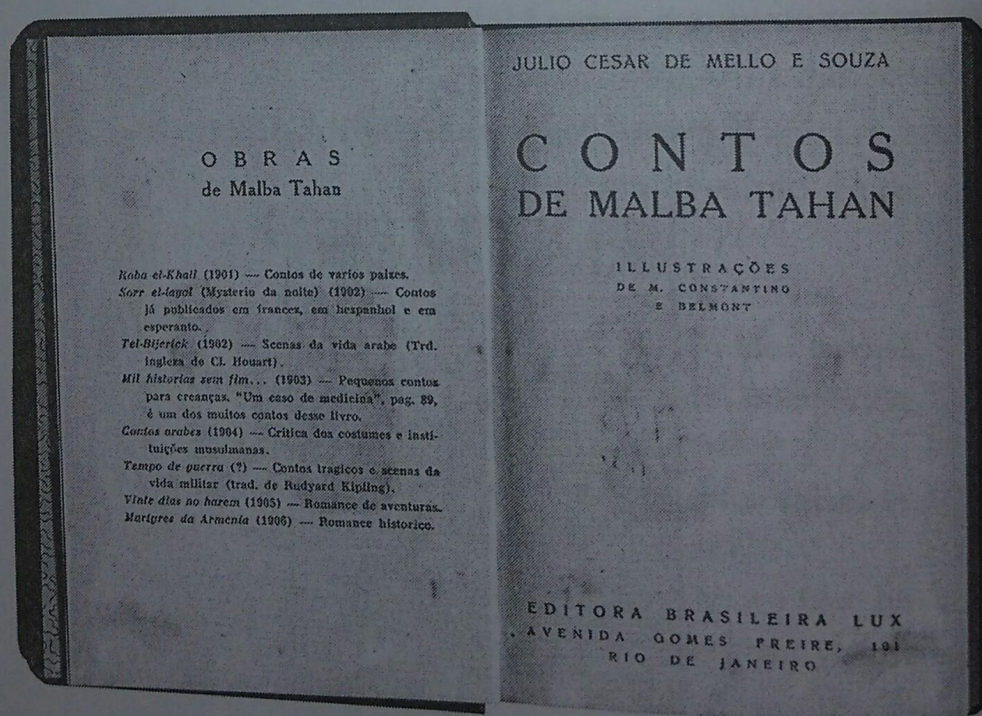 OBRAS
de Malba Tahan
Roba el-Khali (1901) — Contos de varios paizes.
Sorr el-layal (Mysterio da noite) (1902) — Contos
já publicados em francez, em hespanhol e em
esperanto.
Tel-Bijerick (1902) — Scenas da vida arabe (Trd.
ingleza de Cl. Houart).
Mil historias sem fim... (1903) — Pequenos contos
para creanças. "Um caso de medicina", pag. 89,
é um dos muitos contos desse livro.
Contos arabes (1904) — Critica dos costumes e insti-
tuições musulmanas.
Tempo de guerra (?) — Contos tragicos e scenas da
vida militar (trad. de Rudyard Kipling).
Vinte dias no harem (1905) — Romance de aventuras.
Martyres da Armenia (1906) — Romance historico.
JULIO CESAR DE MELLO E SOUZA
CONTOS
DE MALBA TAHAN
ILLUSTRAÇÕES
DE M. CONSTANTINO
E BELMONT
EDITORA BRASILEIRA LUX
AVENIDA GOMES FREIRE, 101
RIO DE JANEIRO